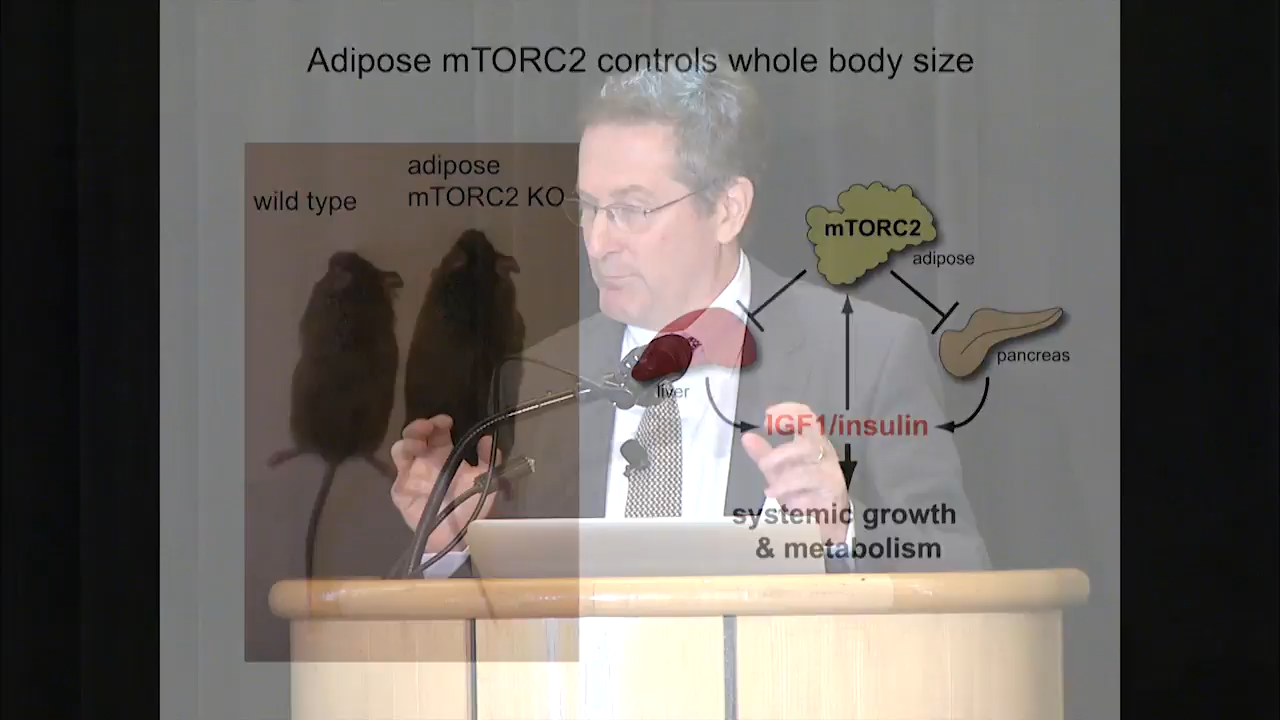 Adipose mTORC2 controls whole body size
wild type
adipose
mTORC2 KO
mTORC2
adipose
pancreas
liver
IGF1/insulin
systemic growth
& metabolism